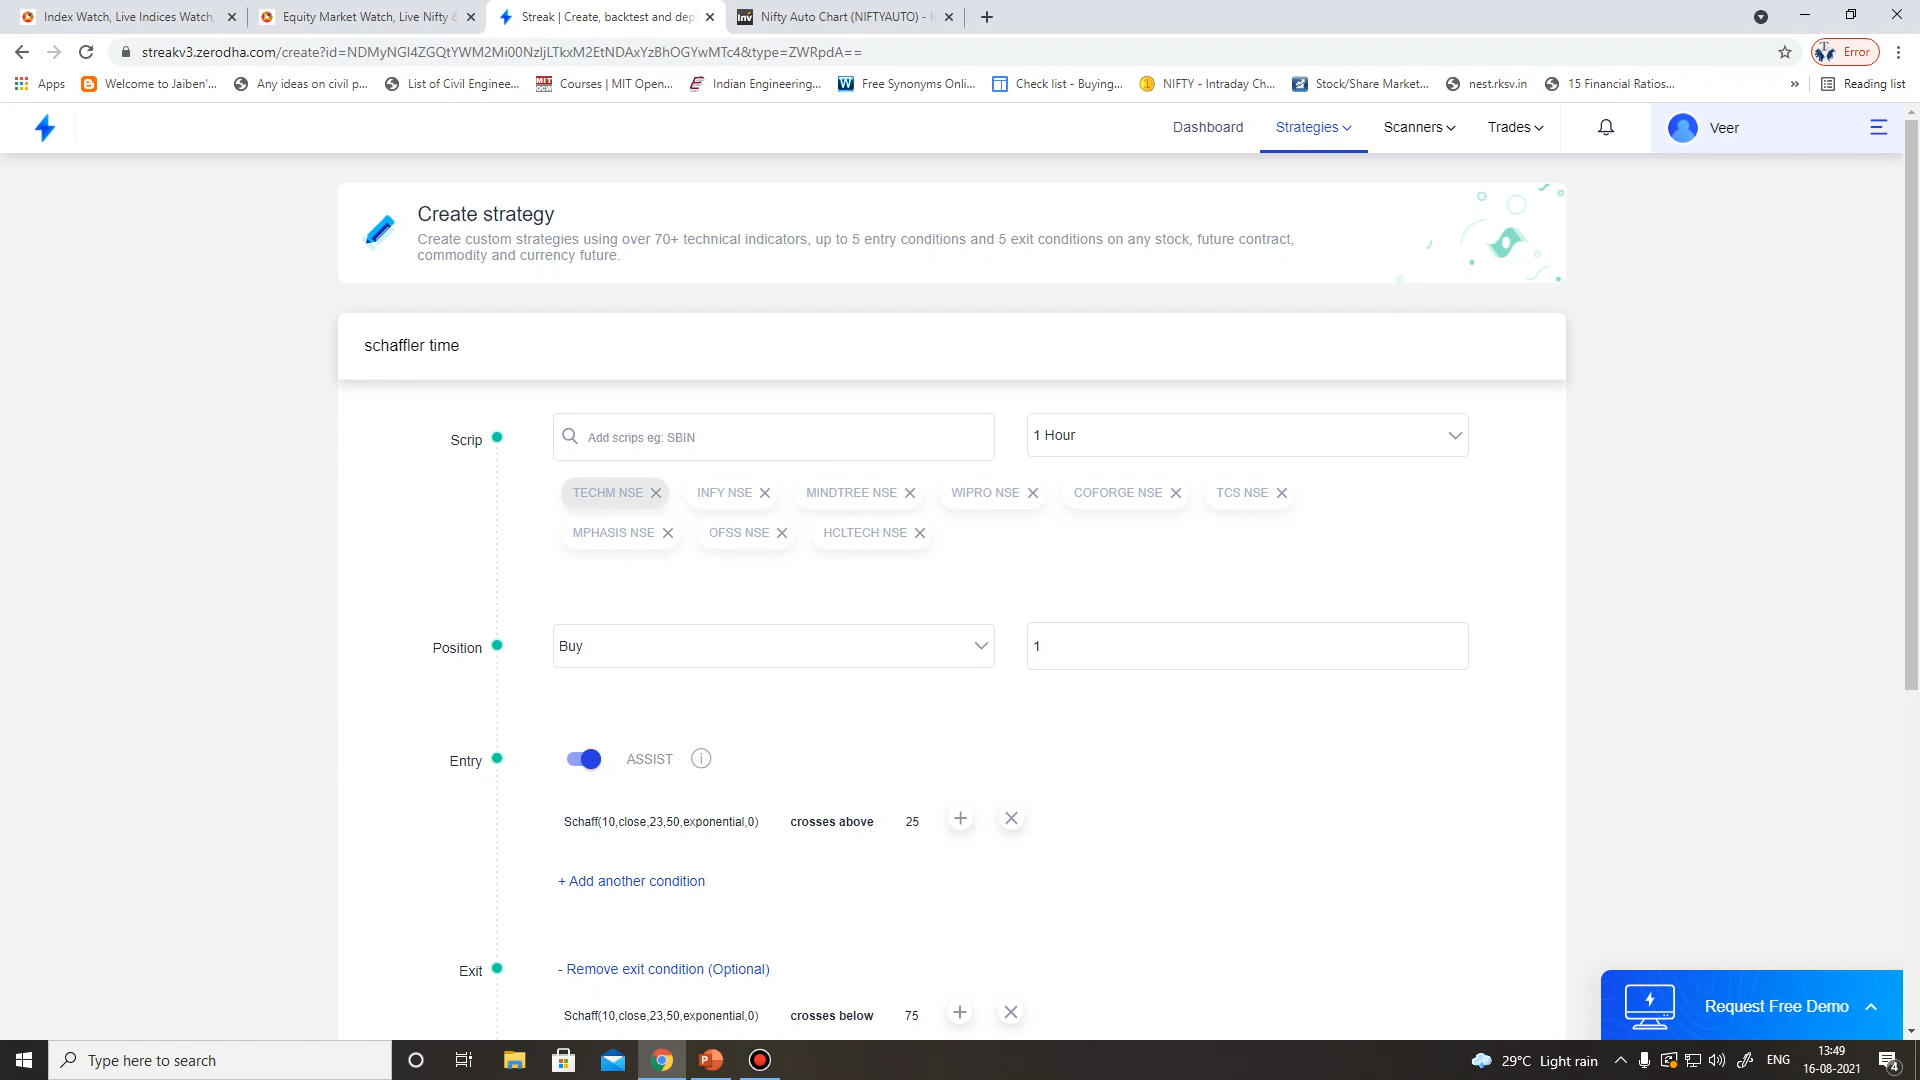 Index Watch, Live Indices Watch,
Equity Market Watch, Live Nifty &
Streak | Create, backtest and dep
Nifty Auto Chart (NIFTYAUTO) - I
streakv3.zerodha.com/create?id=NDMyNGI4ZGQtYWM2Mi00NzljLTkxM2EtNDAxYzBhOGYwMTc4&type=ZWRpdA==
Error
Apps
Welcome to Jaiben'...
Any ideas on civil p...
List of Civil Enginee...
Courses | MIT Open...
Indian Engineering...
Free Synonyms Onli...
Check list - Buying,...
NIFTY - Intraday Ch...
Stock/Share Market...
nest.rksv.in
15 Financial Ratios...
Reading list
Dashboard
Strategies
Scanners
Trades
Veer
Create strategy
Create custom strategies using over 70+ technical indicators, up to 5 entry conditions and 5 exit conditions on any stock, future contract,
commodity and currency future.
schaffler time
Scrip
Add scrips eg: SBIN
1 Hour
TECHM NSE
INFY NSE
MINDTREE NSE
WIPRO NSE
COFORGE NSE
TCS NSE
MPHASIS NSE
OFSS NSE
HCLTECH NSE
Position
Buy
1
Entry
ASSIST
Schaff(10,close,23,50,exponential,0) crosses above 25
+ Add another condition
Exit
- Remove exit condition (Optional)
Schaff(10,close,23,50,exponential,0) crosses below 75
Request Free Demo
Type here to search
29°C Light rain
ENG
13:49
16-08-2021
4